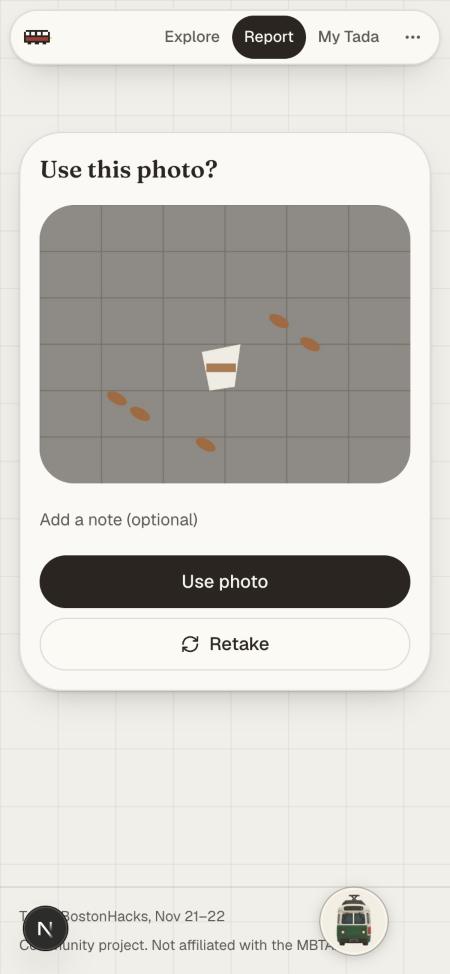 Explore
Report
My Tada
Use this photo?
Add a note (optional)
Use photo
Retake
BostonHacks, Nov 21–22
project. Not affiliated with the MBTA
N